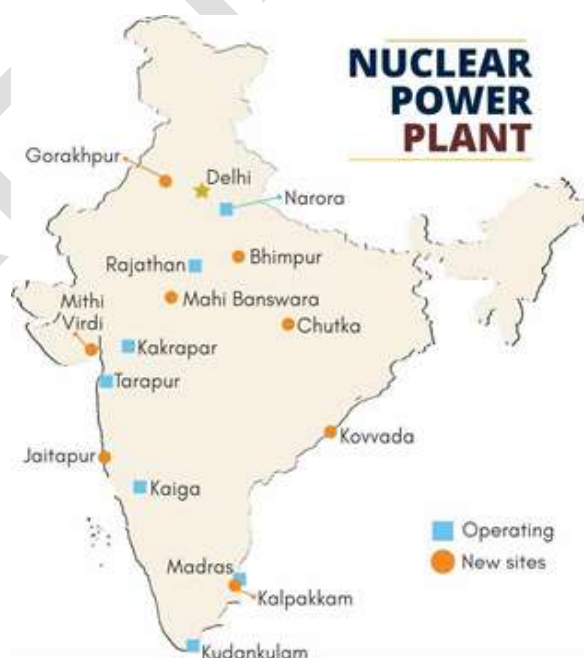 NUCLEAR
POWER
PLANT
Gorakhpur
Delhi
Narora
Rajathan
Bhimpur
Mithi
Virdi
Mahi Banswara
Chutka
Kakrapar
Tarapur
Kovvada
Jaitapur
Kaiga
Operating
New sites
Madras
Kalpakkam
Kudankulam